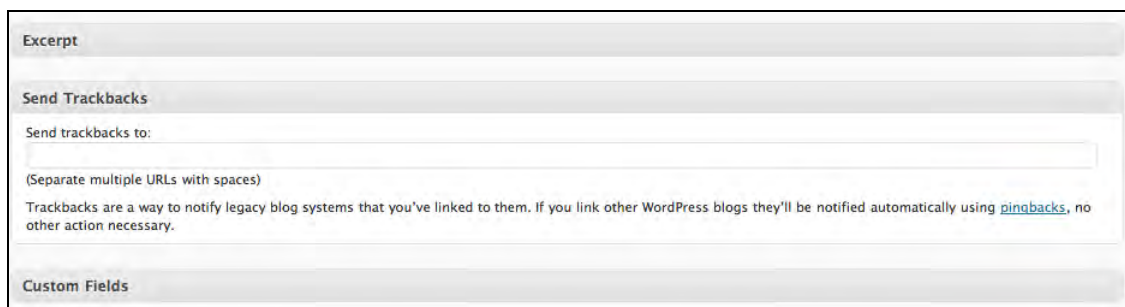 Excerpt
Send Trackbacks
Send trackbacks to:
(Separate multiple URLs with spaces)
Trackbacks are a way to notify legacy blog systems that you've linked to them. If you link other WordPress blogs they'll be notified automatically using pingbacks, no
other action necessary.
Custom Fields